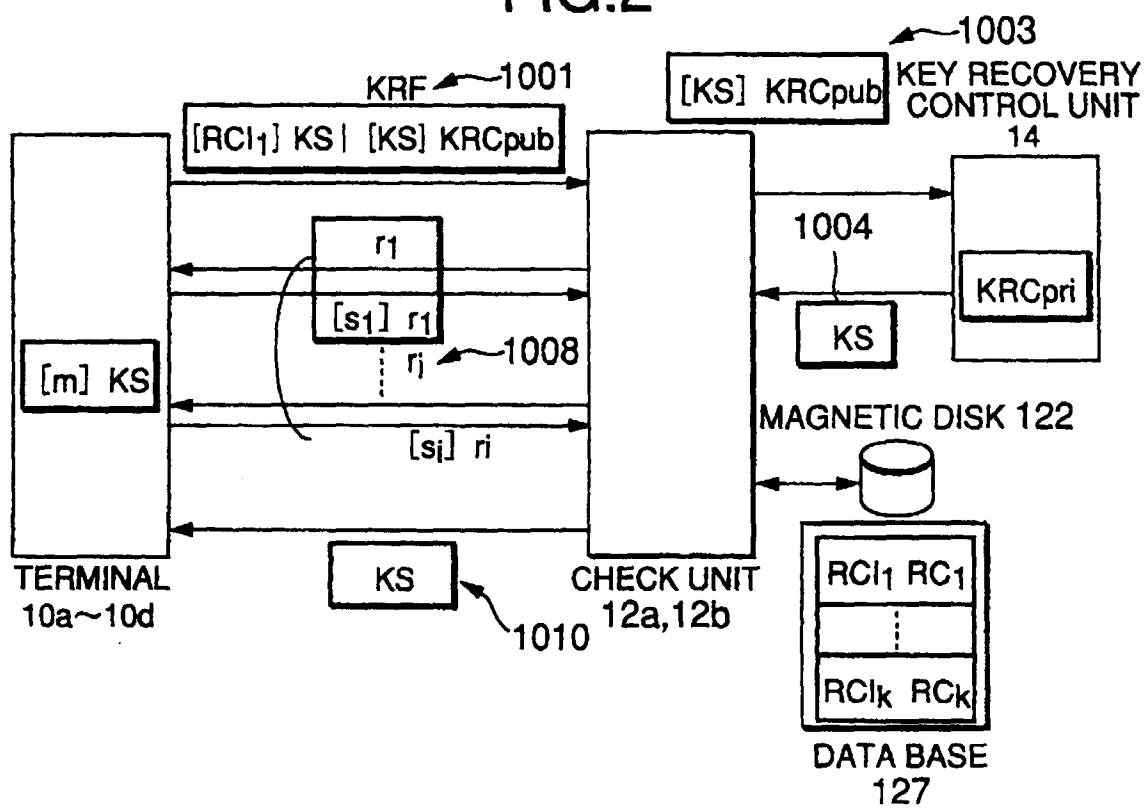 FIG.2
1003
KRF 1001
[KS] KRCpub
KEY RECOVERY
CONTROL UNIT
14
[RCI1] KS | [KS] KRCpub
r1
1004
[s1] r1
KRCpri
KS
rj 1008
[m] KS
[si] ri
MAGNETIC DISK 122
KS
1010
TERMINAL
10a~10d
CHECK UNIT
12a,12b
RCI1 RC1
RCIk RCk
DATA BASE
127